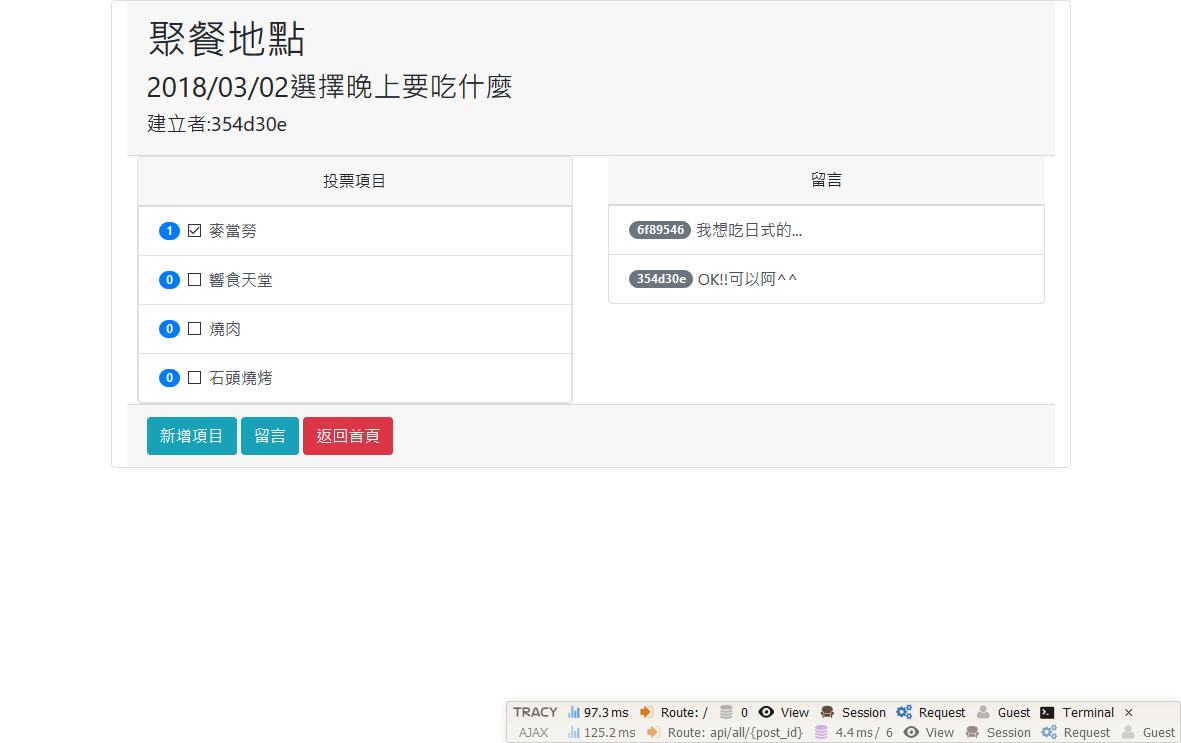 聚餐地點
2018/03/02選擇晚上要吃什麼
建立者:354d30e
投票項目
1 麥當勞
0 饗食天堂
0 燒肉
0 石頭燒烤
留言
6f89546 我想吃日式的...
354d30e OK!!可以阿^^
新增項目 留言 返回首頁
TRACY 97.3 ms Route: / 0 View Session Request Guest Terminal ×
AJAX 125.2 ms Route: api/all/{post_id} 4.4 ms / 6 View Session Request Guest